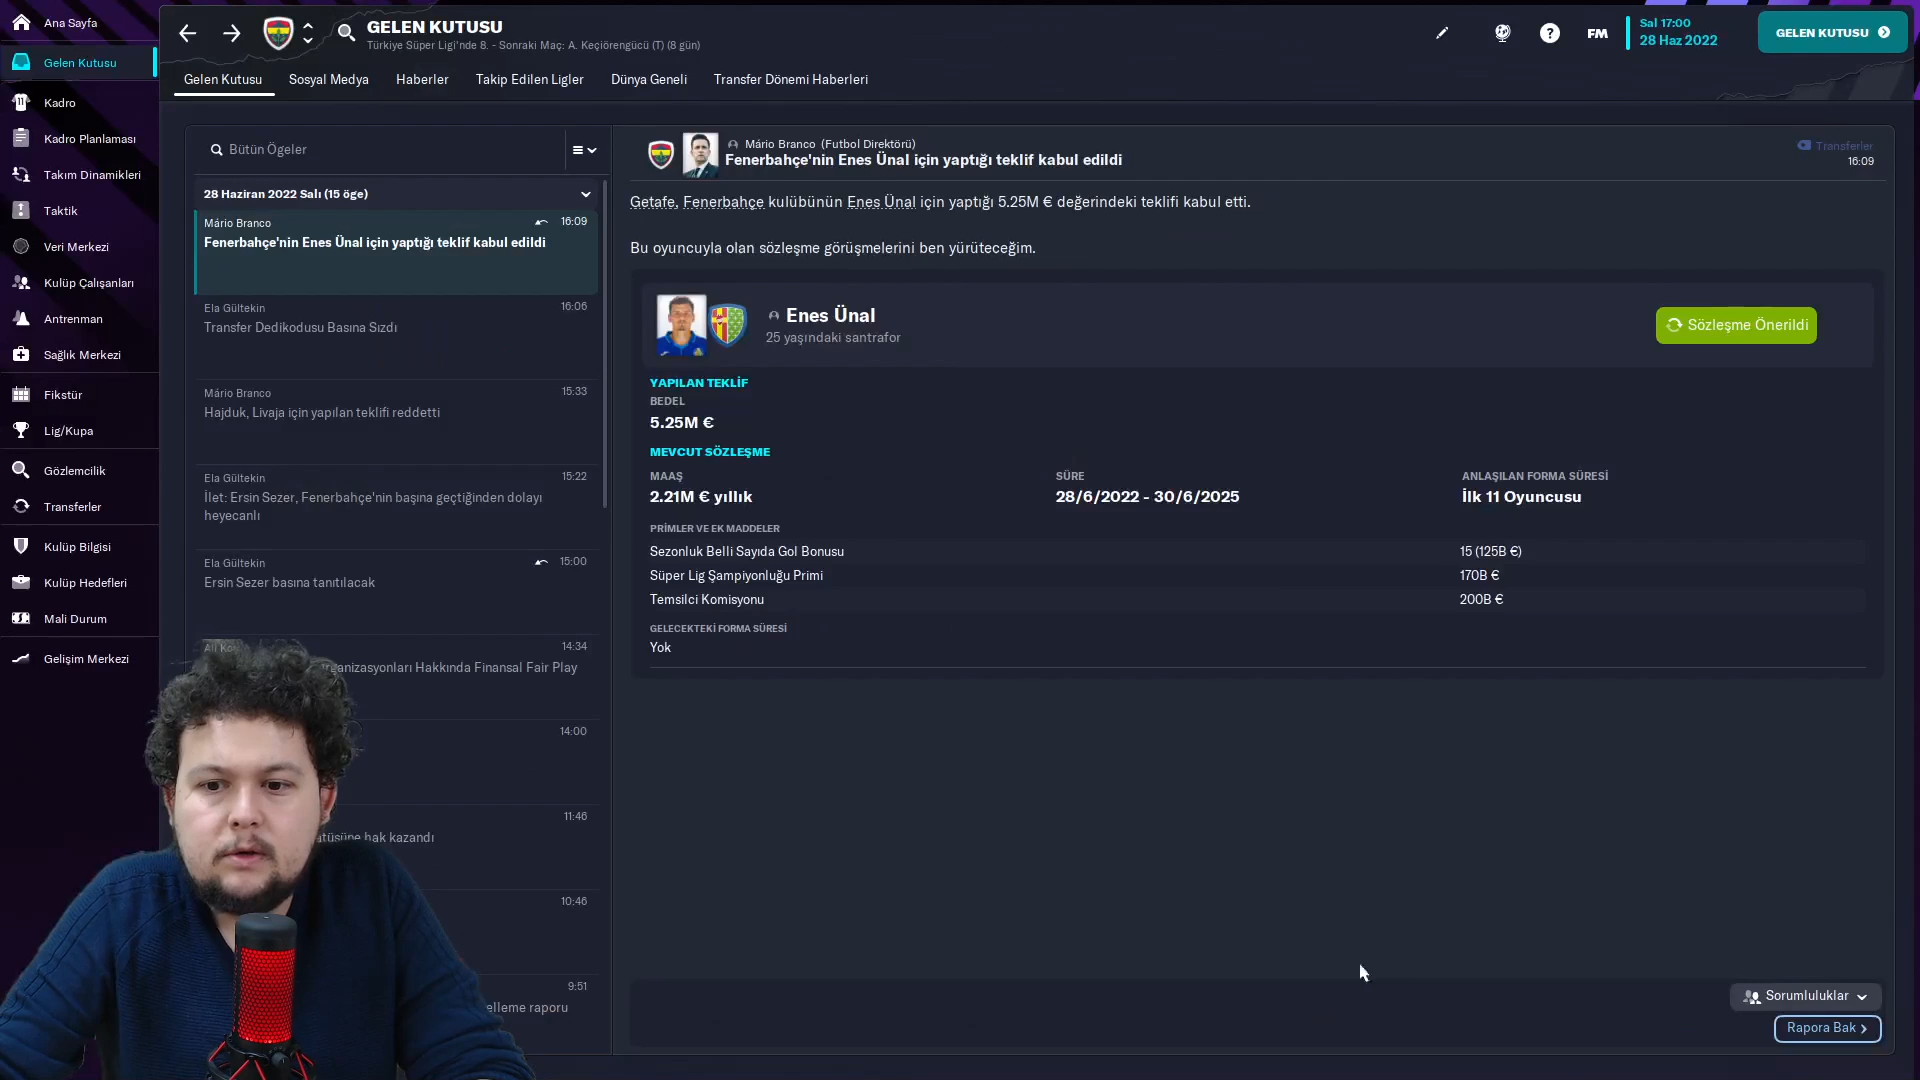 Ana Sayfa
Gelen Kutusu
Kadro
Kadro Planlaması
Takım Dinamikleri
Taktik
Veri Merkezi
Kulüp Çalışanları
Antrenman
Sağlık Merkezi
Fikstür
Lig/Kupa
Gözlemcilik
Transferler
Kulüp Bilgisi
Kulüp Hedefleri
Mali Durum
Gelişim Merkezi
GELEN KUTUSU
Türkiye Süper Ligi'nde 8. - Sonraki Maç: A. Keçiörengücü (T) (8 gün)
FM
Sal 17:00
28 Haz 2022
GELEN KUTUSU
Gelen Kutusu Sosyal Medya Haberler Takip Edilen Ligler Dünya Geneli Transfer Dönemi Haberleri
Bütün Ögeler
28 Haziran 2022 Salı (15 öge)
Mário Branco 16:09
Fenerbahçe'nin Enes Ünal için yaptığı teklif kabul edildi
Ela Gültekin 16:06
Transfer Dedikodusu Basına Sızdı
Mário Branco 15:33
Hajduk, Livaja için yapılan teklifi reddetti
Ela Gültekin 15:22
İlet: Ersin Sezer, Fenerbahçe'nin başına geçtiğinden dolayı
heyecanlı
Ela Gültekin 15:00
Ersin Sezer basına tanıtılacak
14:34
Hakkında Finansal Fair Play
14:00
11:46
hak kazandı
10:46
9:51
raporu
Mário Branco (Futbol Direktörü)
Fenerbahçe'nin Enes Ünal için yaptığı teklif kabul edildi
Transferler
16:09
Getafe, Fenerbahçe kulübünün Enes Ünal için yaptığı 5.25M € değerindeki teklifi kabul etti.
Bu oyuncuyla olan sözleşme görüşmelerini ben yürüteceğim.
Enes Ünal
25 yaşındaki santrafor
Sözleşme Önerildi
YAPILAN TEKLİF
BEDEL
5.25M €
MEVCUT SÖZLEŞME
MAAŞ SÜRE ANLAŞILAN FORMA SÜRESİ
2.21M € yıllık 28/6/2022 - 30/6/2025 İlk 11 Oyuncusu
PRİMLER VE EK MADDELER
Sezonluk Belli Sayıda Gol Bonusu 15 (125B €)
Süper Lig Şampiyonluğu Primi 170B €
Temsilci Komisyonu 200B €
GELECEKTEKİ FORMA SÜRESİ
Yok
Sorumluluklar
Rapora Bak